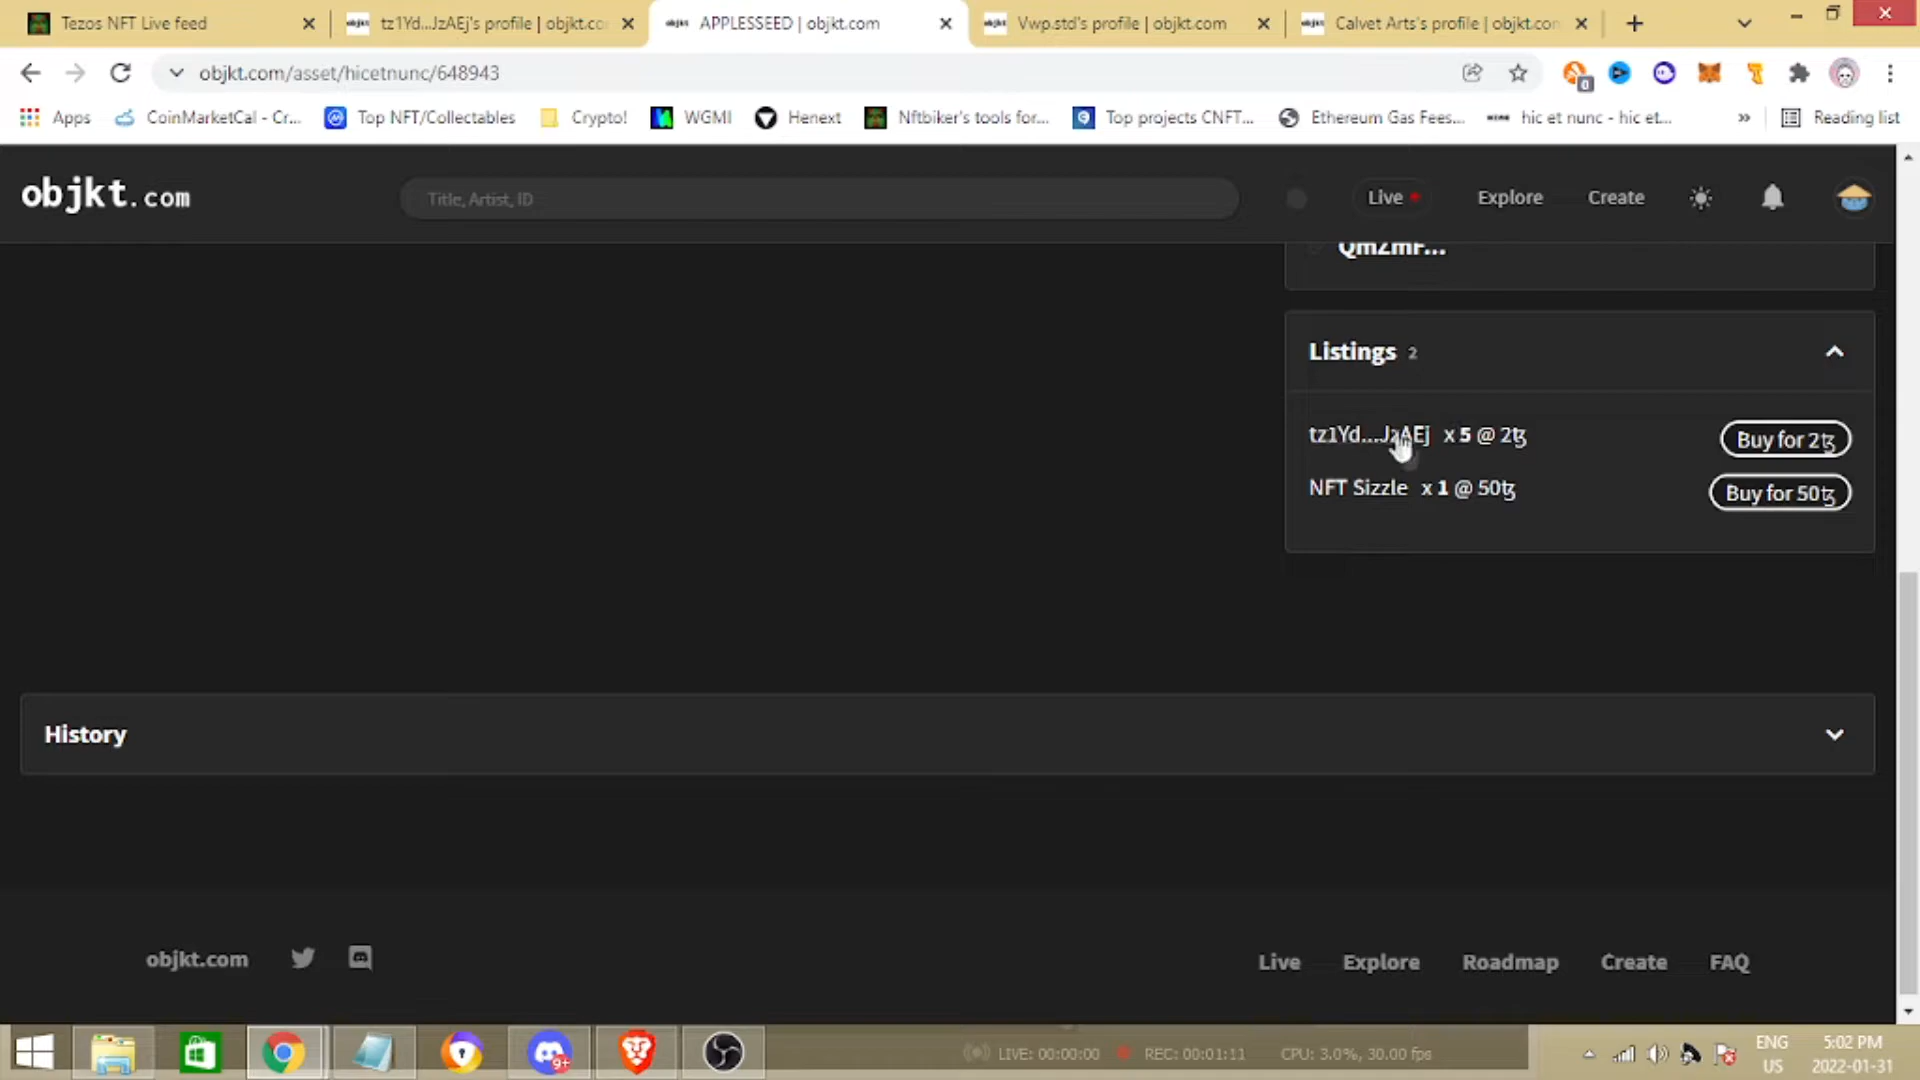 Tezos NFT Live feed
tz1Yd...JzAEj's profile | objkt.co
APPLESSEED | objkt.com
Vwp.std's profile | objkt.com
Calvet Arts's profile | objkt.con
objkt.com/asset/hicetnunc/648943
0
Apps
CoinMarketCal - Cr...
Top NFT/Collectables
Crypto!
WGMI
Henext
Nftbiker's tools for...
Top projects CNFT...
Ethereum Gas Fees...
hic et nunc - hic et...
»
Reading list
objkt.com
Title, Artist, ID
Live
Explore
Create
QmZmF...
Listings 2
tz1Yd...JzAEj x 5 @ 2ꜩ
Buy for 2ꜩ
NFT Sizzle x 1 @ 50ꜩ
Buy for 50ꜩ
History
objkt.com
Live
Explore
Roadmap
Create
FAQ
LIVE: 00:00:00
REC: 00:01:11
CPU: 3.0%, 30.00 fps
ENG
US
5:02 PM
2022-01-31